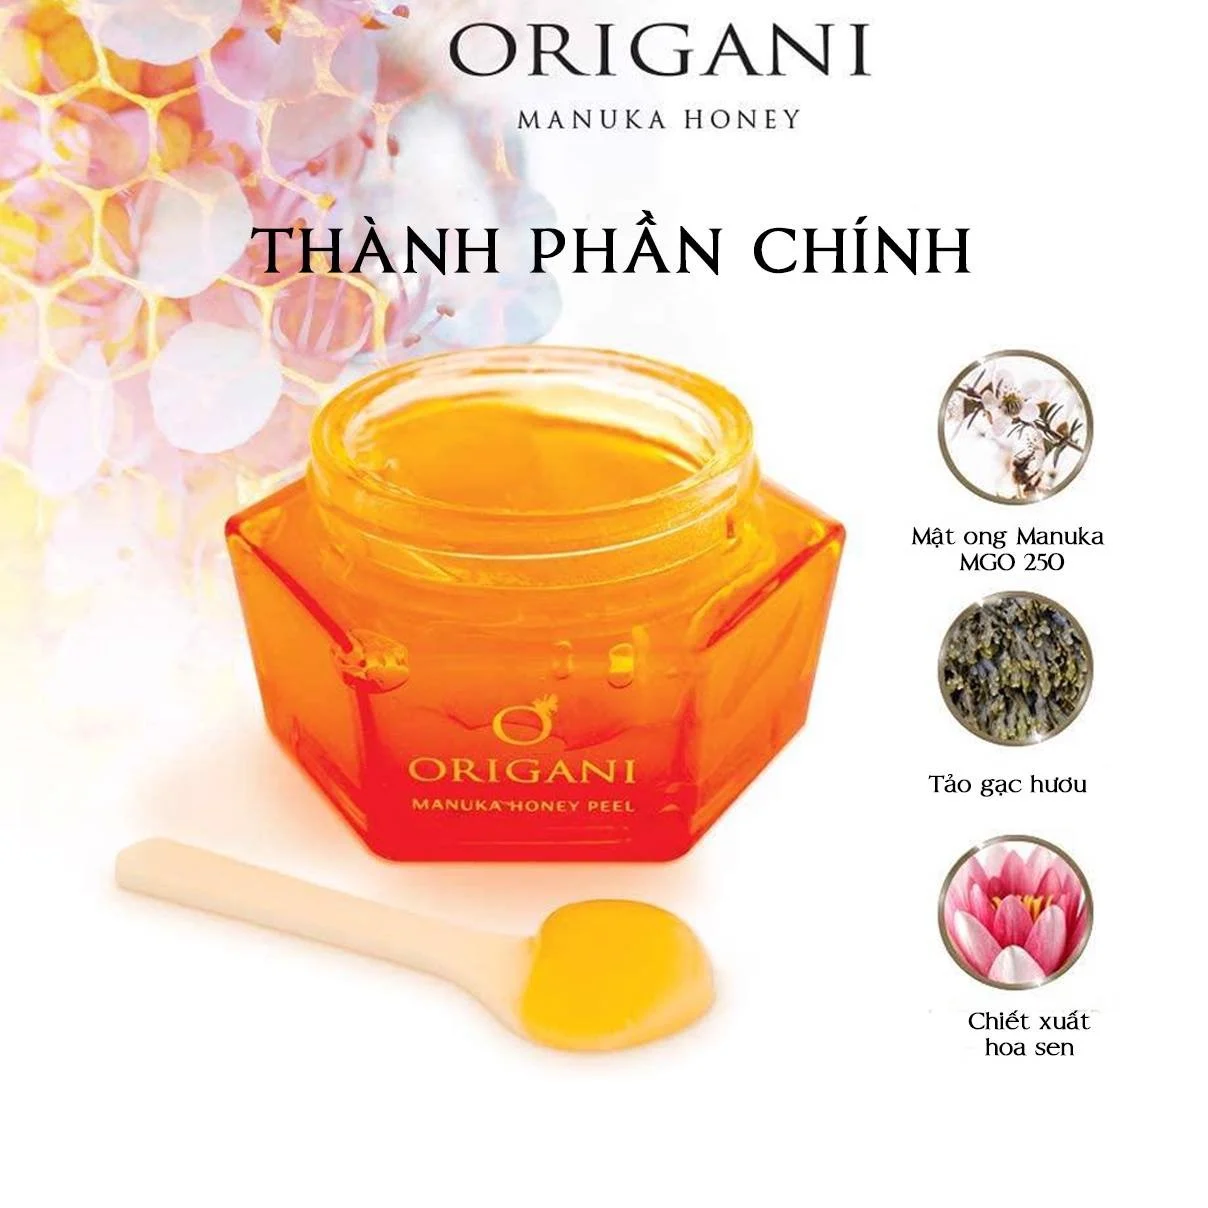 ORIGANI
MANUKA HONEY
THÀNH PHẦN CHÍNH
Mật ong Manuka
MGO 250
Tảo gạc hươu
ORIGANI
MANUKA HONEY PEEL
Chiết xuất
hoa sen